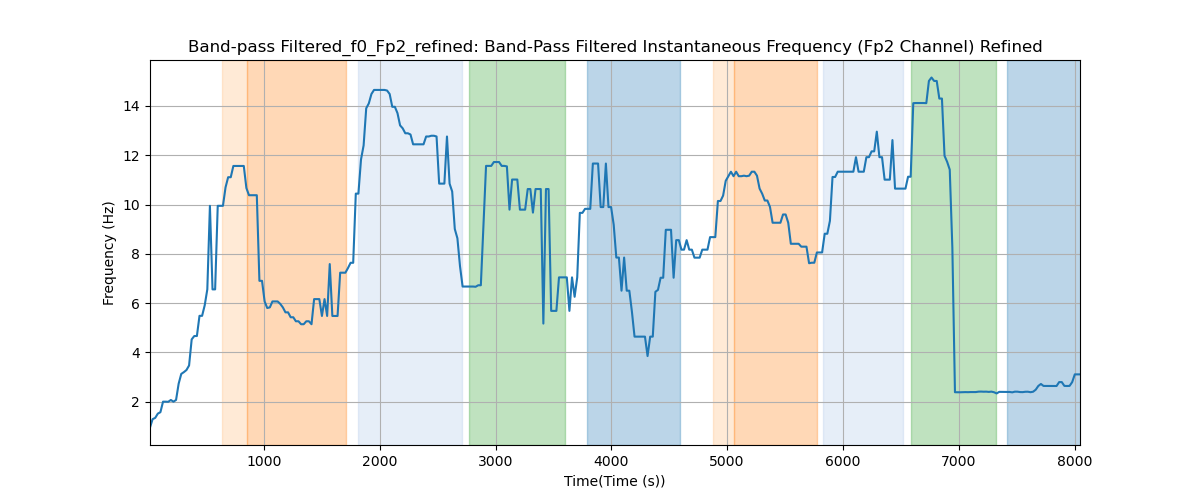 Band-pass Filtered_f0_Fp2_refined: Band-Pass Filtered Instantaneous Frequency (Fp2 Channel) Refined
Frequency (Hz)
14
12
10
8
6
4
2
1000 2000 3000 4000 5000 6000 7000 8000
Time(Time (s))